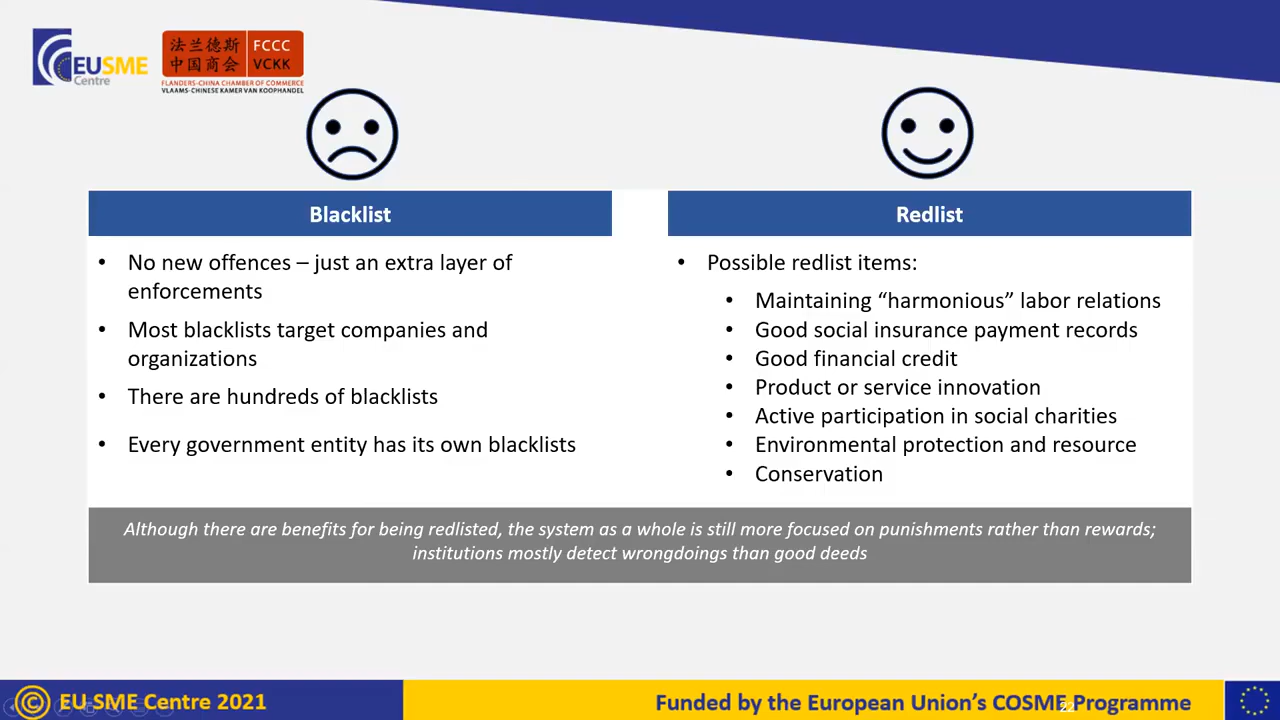 EUSME
Centre
法兰德斯
中国商会
FCCC
VCKK
FLANDERS-CHINA CHAMBER OF COMMERCE
VLAAMS-CHINESE KAMER VAN KOOPHANDEL
Blacklist
• No new offences – just an extra layer of
enforcements
• Most blacklists target companies and
organizations
• There are hundreds of blacklists
• Every government entity has its own blacklists
Redlist
• Possible redlist items:
• Maintaining “harmonious” labor relations
• Good social insurance payment records
• Good financial credit
• Product or service innovation
• Active participation in social charities
• Environmental protection and resource
• Conservation
Although there are benefits for being redlisted, the system as a whole is still more focused on punishments rather than rewards;
institutions mostly detect wrongdoings than good deeds
© EU SME Centre 2021
Funded by the European Union’s COSME Programme